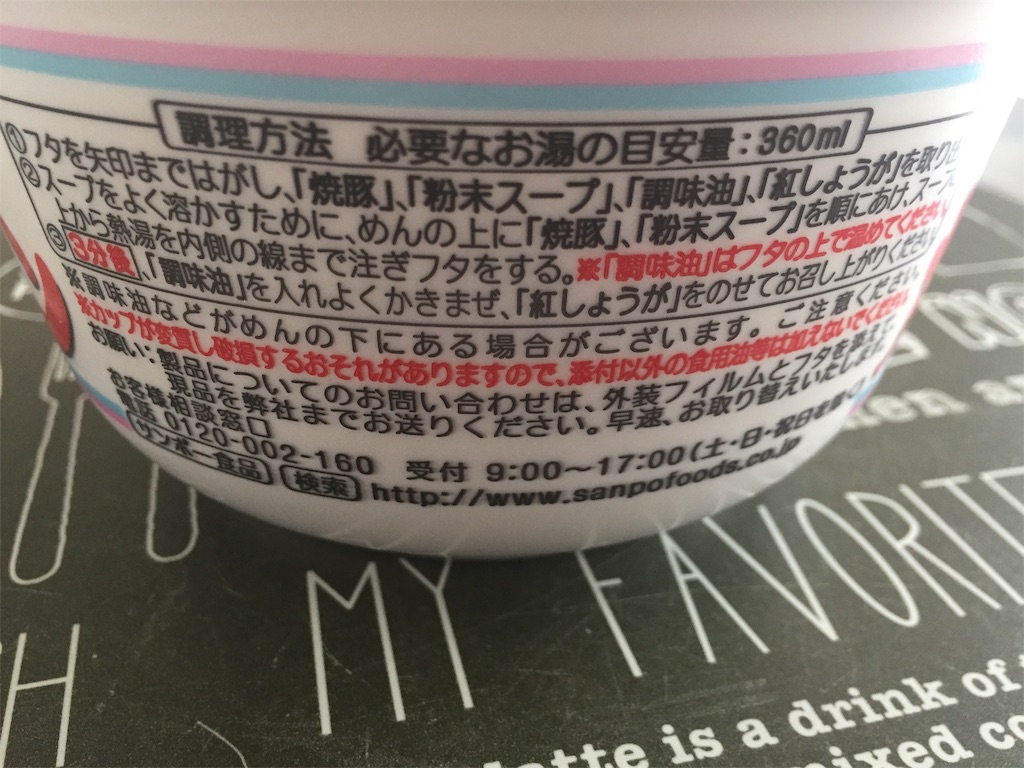 調理方法 必要なお湯の目安量：360ml
①フタを矢印まではがし、「焼豚」、「粉末スープ」、「調味油」、「紅しょうが」を取り出
②スープをよく溶かすために、めんの上に「焼豚」、「粉末スープ」を順にあけ、スープ
上から熱湯を内側の線まで注ぎフタをする。※「調味油」はフタの上で温めてください。
③3分後、「調味油」を入れよくかきまぜ、「紅しょうが」をのせてお召し上がりください。
※調味油などがめんの下にある場合がございます。ご注意ください。
※カップが変質し破損するおそれがありますので、添付以外の食用油等は加えないでください。
お願い：製品についてのお問い合わせは、外装フィルムとフタを添えて、
現品を弊社までお送りください。早速、お取り替えいたします。
お客様相談窓口
電話 0120-002-160 受付 9:00～17:00(土・日・祝日を除く)
サンポー食品 検索 http://www.sanpofoods.co.jp
MY FAVORITE
is a drink of
mixed